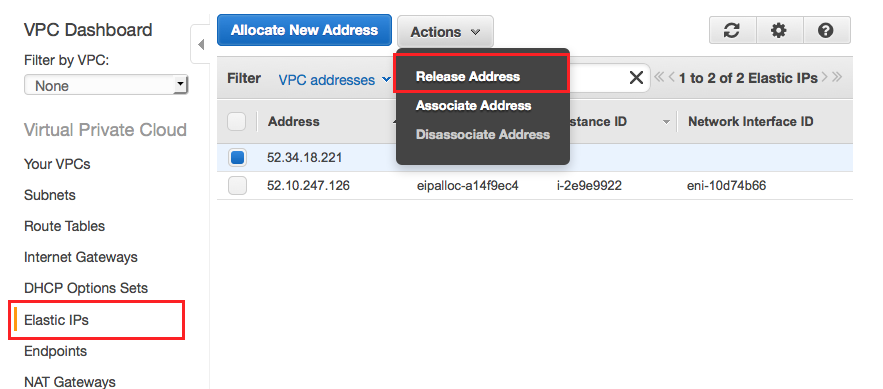 VPC Dashboard
Filter by VPC:
None
Virtual Private Cloud
Your VPCs
Subnets
Route Tables
Internet Gateways
DHCP Options Sets
Elastic IPs
Endpoints
NAT Gateways
Allocate New Address Actions
Release Address
Associate Address
Disassociate Address
Filter VPC addresses 1 to 2 of 2 Elastic IPs
Address stance ID Network Interface ID
52.34.18.221
52.10.247.126 eipalloc-a14f9ec4 i-2e9e9922 eni-10d74b66